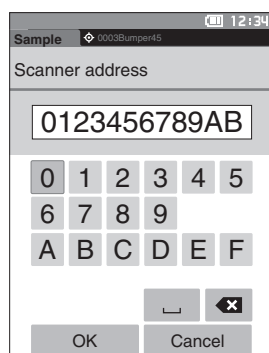 12:34
Sample 0003Bumper45
Scanner address
0123456789AB
0 1 2 3 4 5
6 7 8 9
A B C D E F
OK Cancel